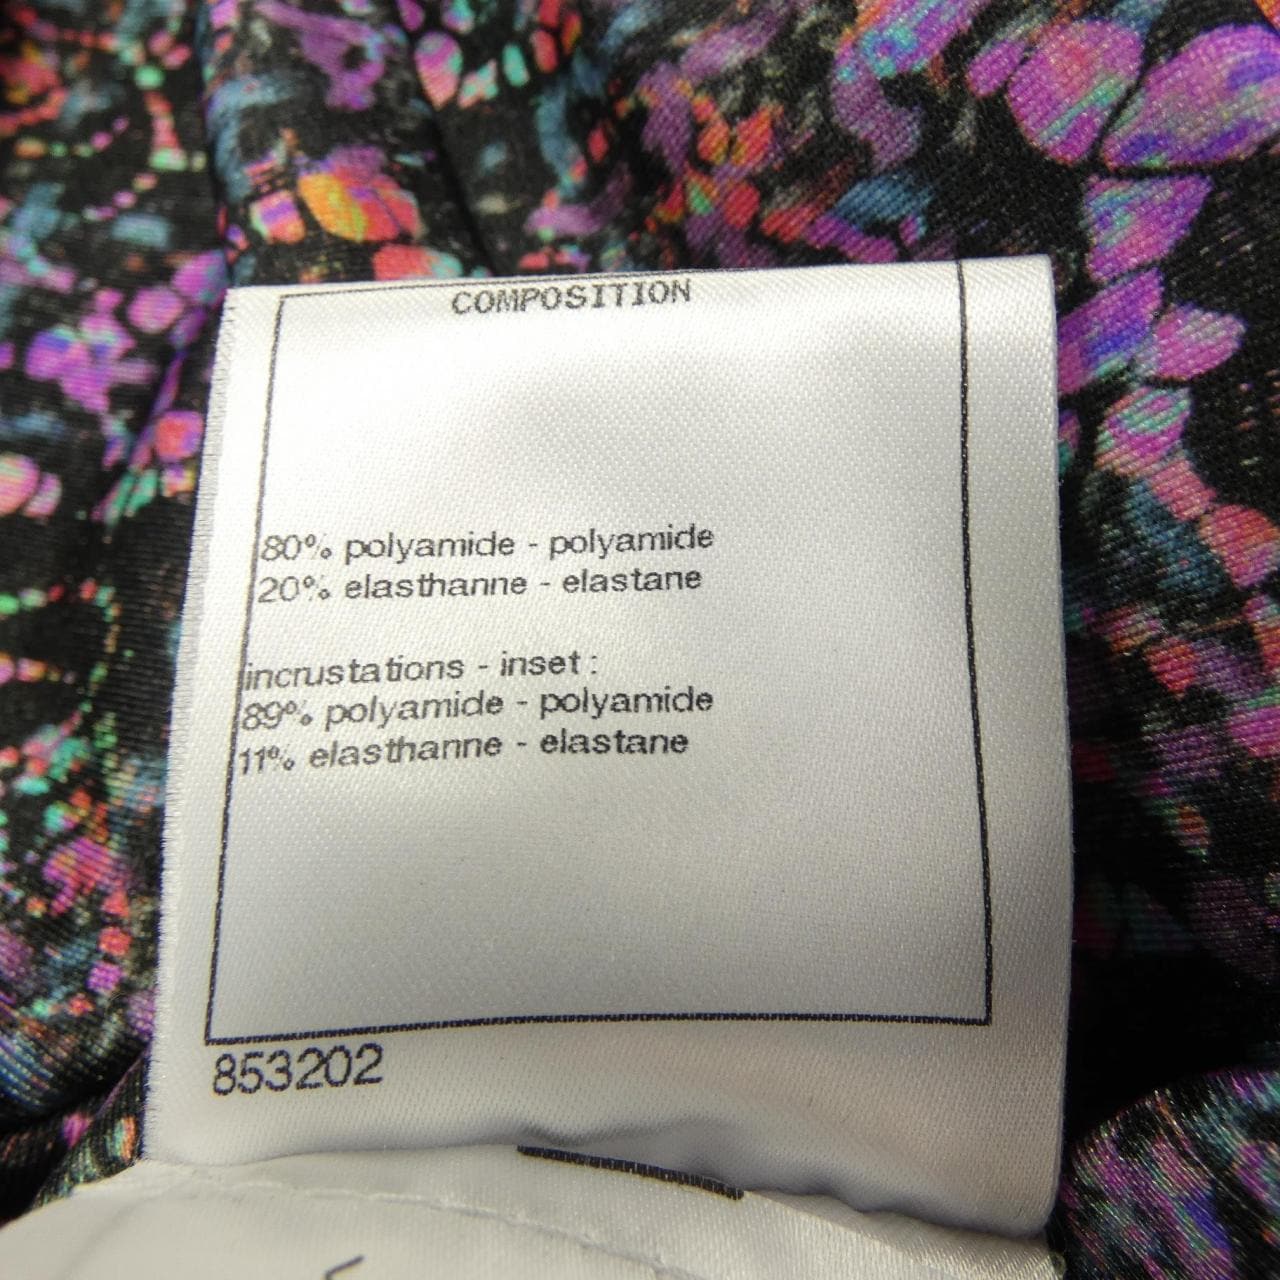 COMPOSITION
80% polyamide - polyamide
20% elasthanne - elastane
incrustations - inset :
89% polyamide - polyamide
11% elasthanne - elastane
853202